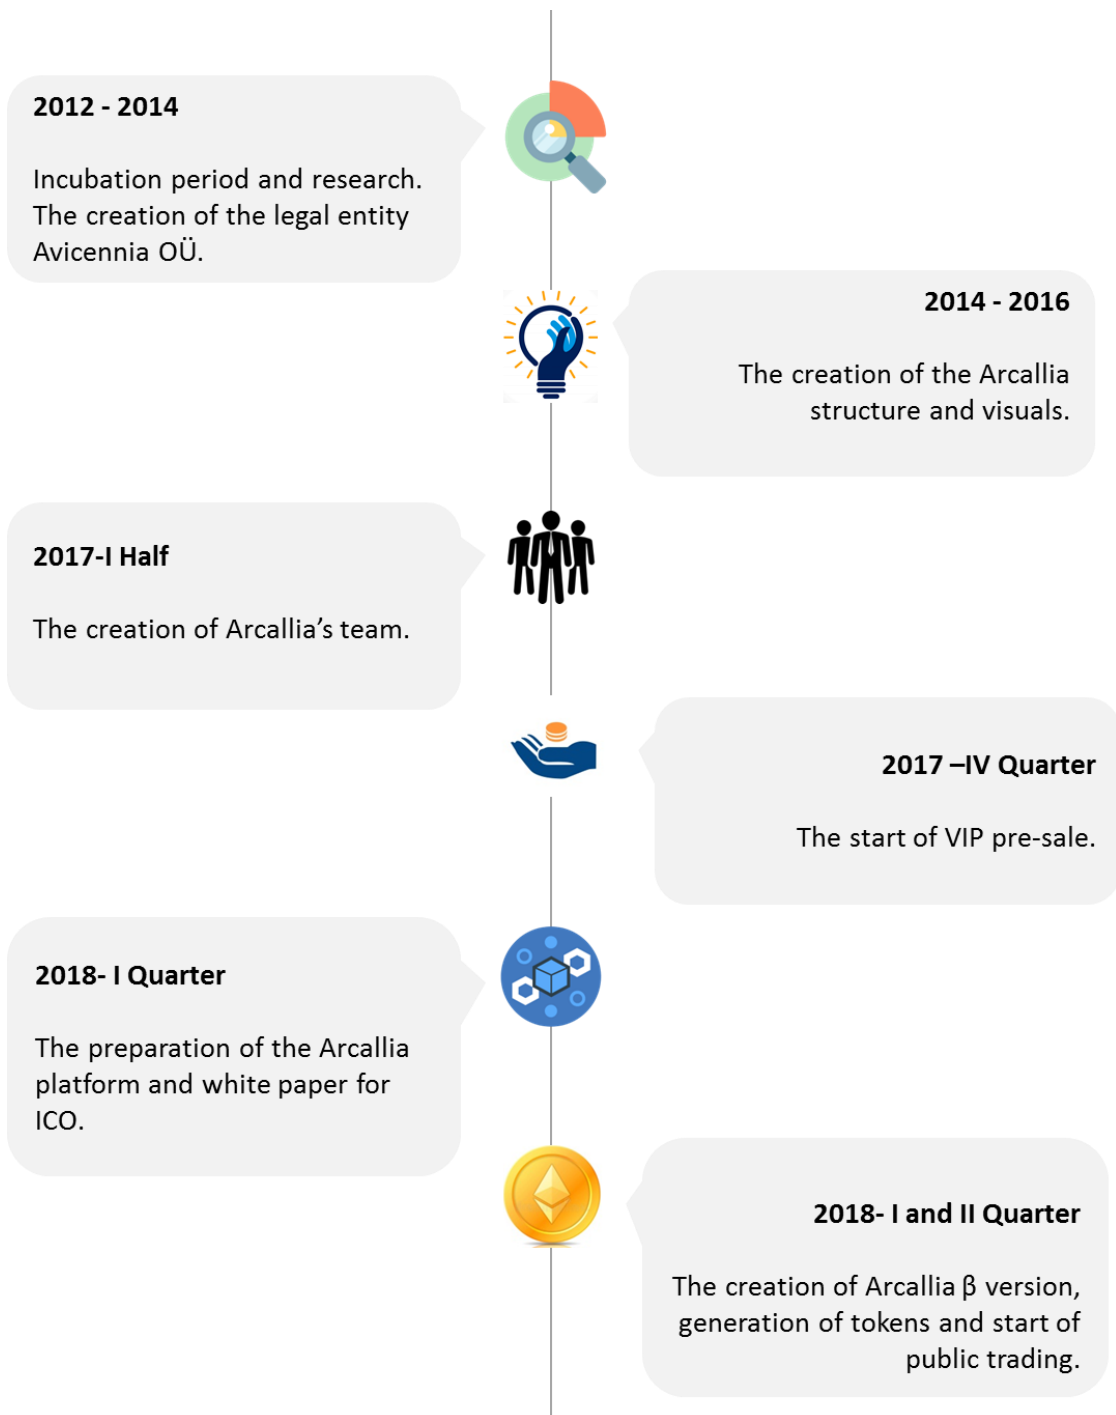 2012 - 2014
Incubation period and research.
The creation of the legal entity
Avicennia OÜ.
2014 - 2016
The creation of the Arcallia
structure and visuals.
2017-I Half
The creation of Arcallia’s team.
2017 –IV Quarter
The start of VIP pre-sale.
2018- I Quarter
The preparation of the Arcallia
platform and white paper for
ICO.
2018- I and II Quarter
The creation of Arcallia β version,
generation of tokens and start of
public trading.